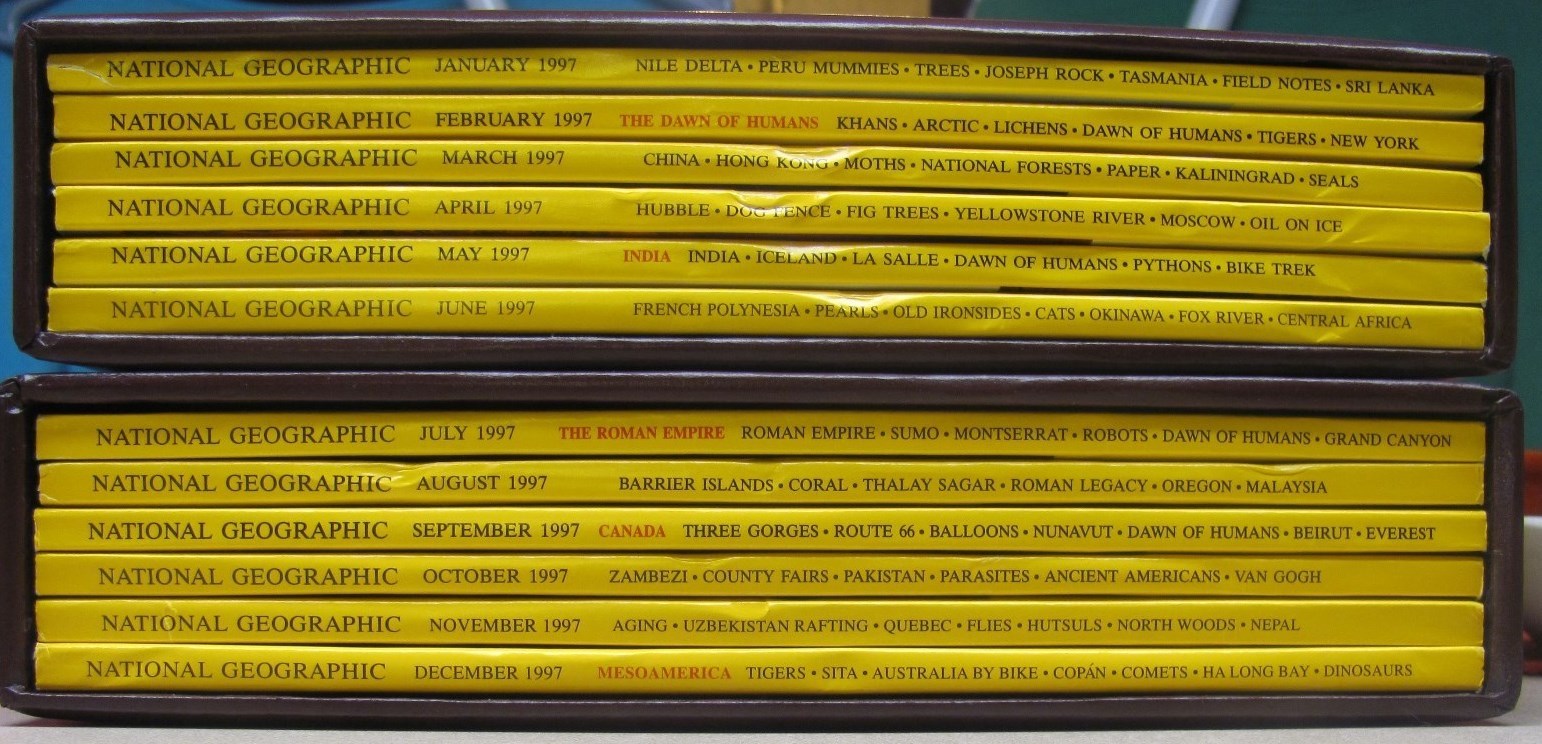 NATIONAL GEOGRAPHIC JANUARY 1997 NILE DELTA • PERU MUMMIES • TREES • JOSEPH ROCK • TASMANIA • FIELD NOTES • SRI LANKA
NATIONAL GEOGRAPHIC FEBRUARY 1997 THE DAWN OF HUMANS KHANS • ARCTIC • LICHENS • DAWN OF HUMANS • TIGERS • NEW YORK
NATIONAL GEOGRAPHIC MARCH 1997 CHINA • HONG KONG • MOTHS • NATIONAL FORESTS • PAPER • KALININGRAD • SEALS
NATIONAL GEOGRAPHIC APRIL 1997 HUBBLE • DOG FENCE • FIG TREES • YELLOWSTONE RIVER • MOSCOW • OIL ON ICE
NATIONAL GEOGRAPHIC MAY 1997 INDIA INDIA • ICELAND • LA SALLE • DAWN OF HUMANS • PYTHONS • BIKE TREK
NATIONAL GEOGRAPHIC JUNE 1997 FRENCH POLYNESIA • PEARLS • OLD IRONSIDES • CATS • OKINAWA • FOX RIVER • CENTRAL AFRICA
NATIONAL GEOGRAPHIC JULY 1997 THE ROMAN EMPIRE ROMAN EMPIRE • SUMO • MONTSERRAT • ROBOTS • DAWN OF HUMANS • GRAND CANYON
NATIONAL GEOGRAPHIC AUGUST 1997 BARRIER ISLANDS • CORAL • THALAY SAGAR • ROMAN LEGACY • OREGON • MALAYSIA
NATIONAL GEOGRAPHIC SEPTEMBER 1997 CANADA THREE GORGES • ROUTE 66 • BALLOONS • NUNAVUT • DAWN OF HUMANS • BEIRUT • EVEREST
NATIONAL GEOGRAPHIC OCTOBER 1997 ZAMBEZI • COUNTY FAIRS • PAKISTAN • PARASITES • ANCIENT AMERICANS • VAN GOGH
NATIONAL GEOGRAPHIC NOVEMBER 1997 AGING • UZBEKISTAN RAFTING • QUEBEC • FLIES • HUTSULS • NORTH WOODS • NEPAL
NATIONAL GEOGRAPHIC DECEMBER 1997 MESOAMERICA TIGERS • SITA • AUSTRALIA BY BIKE • COPÁN • COMETS • HA LONG BAY • DINOSAURS